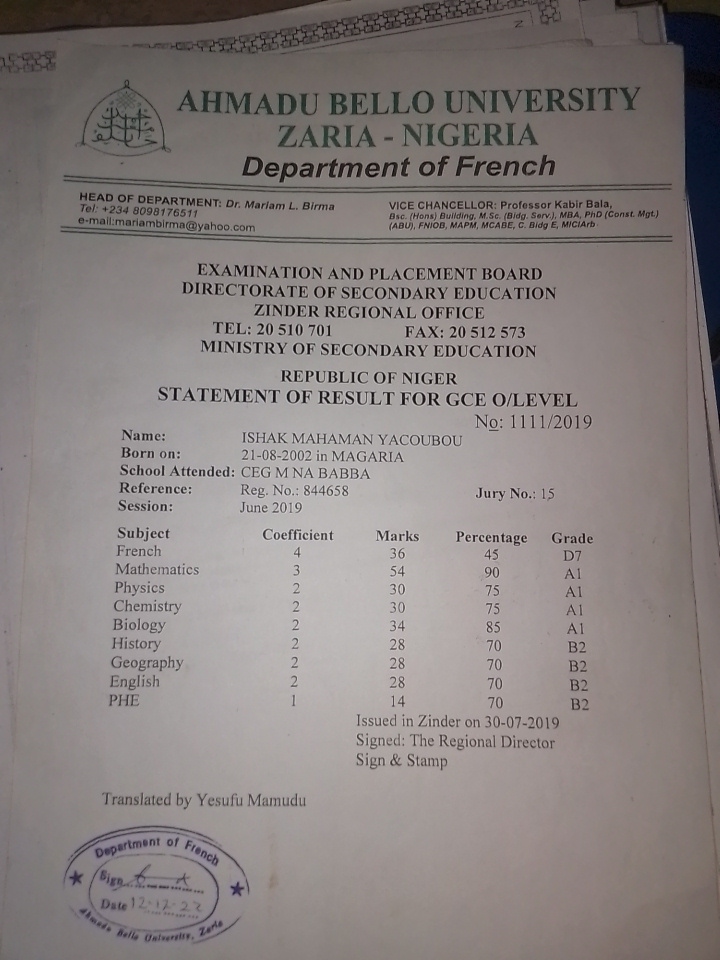 AHMADU BELLO UNIVERSITY
ZARIA - NIGERIA
Department of French
HEAD OF DEPARTMENT: Dr. Mariam L. Birma
Tel: +234 8098176511
e-mail:mariambirma@yahoo.com
VICE CHANCELLOR: Professor Kabir Bala,
Bsc. (Hons) Building, M.Sc. (Bldg. Serv.), MBA, PhD (Const. Mgt.)
(ABU), FNIOB, MAPM, MCABE, C. Bldg E, MICIArb
EXAMINATION AND PLACEMENT BOARD
DIRECTORATE OF SECONDARY EDUCATION
ZINDER REGIONAL OFFICE
TEL: 20 510 701 FAX: 20 512 573
MINISTRY OF SECONDARY EDUCATION
REPUBLIC OF NIGER
STATEMENT OF RESULT FOR GCE O/LEVEL
No: 1111/2019
Name: ISHAK MAHAMAN YACOUBOU
Born on: 21-08-2002 in MAGARIA
School Attended: CEG M NA BABBA
Reference: Reg. No.: 844658 Jury No.: 15
Session: June 2019
Subject Coefficient Marks Percentage Grade
French 4 36 45 D7
Mathematics 3 54 90 A1
Physics 2 30 75 A1
Chemistry 2 30 75 A1
Biology 2 34 85 A1
History 2 28 70 B2
Geography 2 28 70 B2
English 2 28 70 B2
PHE 1 14 70 B2
Issued in Zinder on 30-07-2019
Signed: The Regional Director
Sign & Stamp
Translated by Yesufu Mamudu
Department of French
Sign
Date 12-12-22
Ahmadu Bello University, Zaria